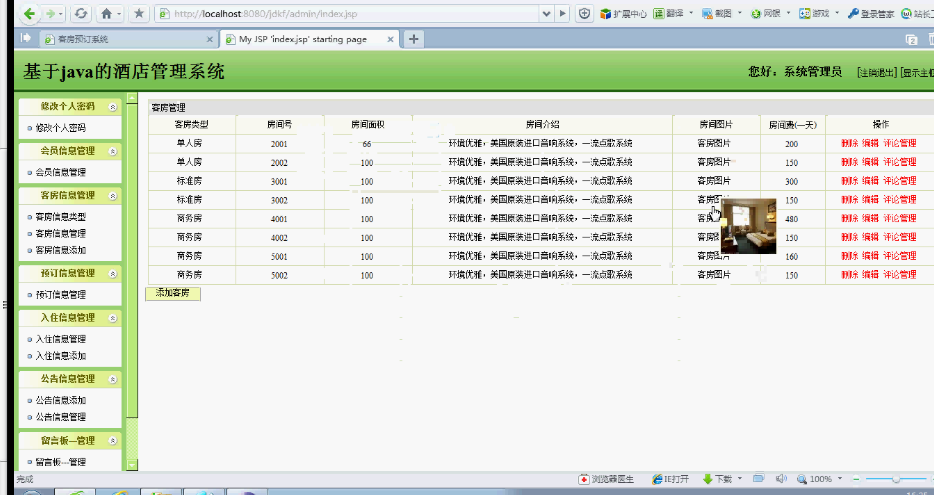 http://localhost:8080/jdkf/admin/index.jsp
扩展中心 翻译 截图 网银 游戏 登录管家
客房预订系统
My JSP 'index.jsp' starting page
基于java的酒店管理系统
您好：系统管理员 [注销退出]
修改个人密码
修改个人密码
会员信息管理
会员信息管理
客房信息管理
客房信息类型
客房信息管理
客房信息添加
预订信息管理
预订信息管理
入住信息管理
入住信息管理
入住信息添加
公告信息管理
公告信息添加
公告信息管理
留言板—管理
留言板---管理
客房管理
客房类型 房间号 房间面积 房间介绍 房间图片 房间费(一天) 操作
单人房 2001 66 环境优雅，美国原装进口音响系统，一流点歌系统 客房图片 200 删除 编辑 评论管理
单人房 2002 100 环境优雅，美国原装进口音响系统，一流点歌系统 客房图片 150 删除 编辑 评论管理
标准房 3001 100 环境优雅，美国原装进口音响系统，一流点歌系统 客房图片 300 删除 编辑 评论管理
标准房 3002 100 环境优雅，美国原装进口音响系统，一流点歌系统 客房图 150 删除 编辑 评论管理
商务房 4001 100 环境优雅，美国原装进口音响系统，一流点歌系统 客房 480 删除 编辑 评论管理
商务房 4002 100 环境优雅，美国原装进口音响系统，一流点歌系统 客房 150 删除 编辑 评论管理
商务房 5001 100 环境优雅，美国原装进口音响系统，一流点歌系统 客房图片 160 删除 编辑 评论管理
商务房 5002 100 环境优雅，美国原装进口音响系统，一流点歌系统 客房图片 150 删除 编辑 评论管理
添加客房
完成
浏览器医生 IE打开 下载 100%